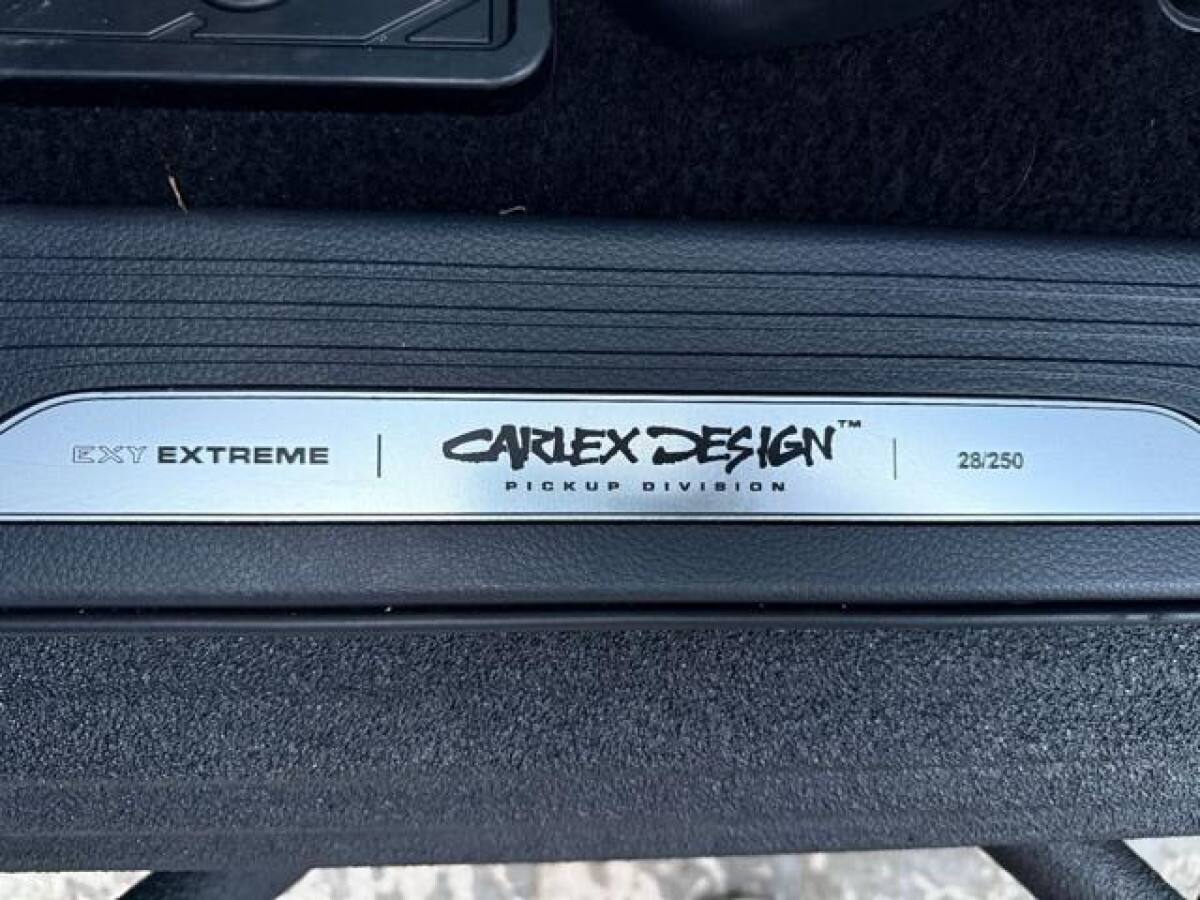 EXY EXTREME | CARLEX DESIGN™ | 28/250
PICKUP DIVISION